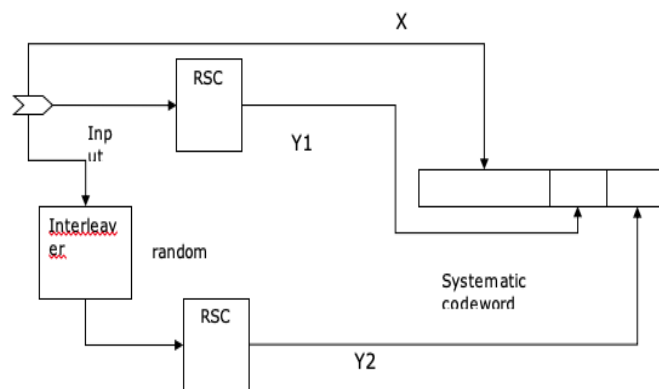 X
RSC
Inp
ut
Y1
Interleav
er
random
Systematic
codeword
RSC
Y2